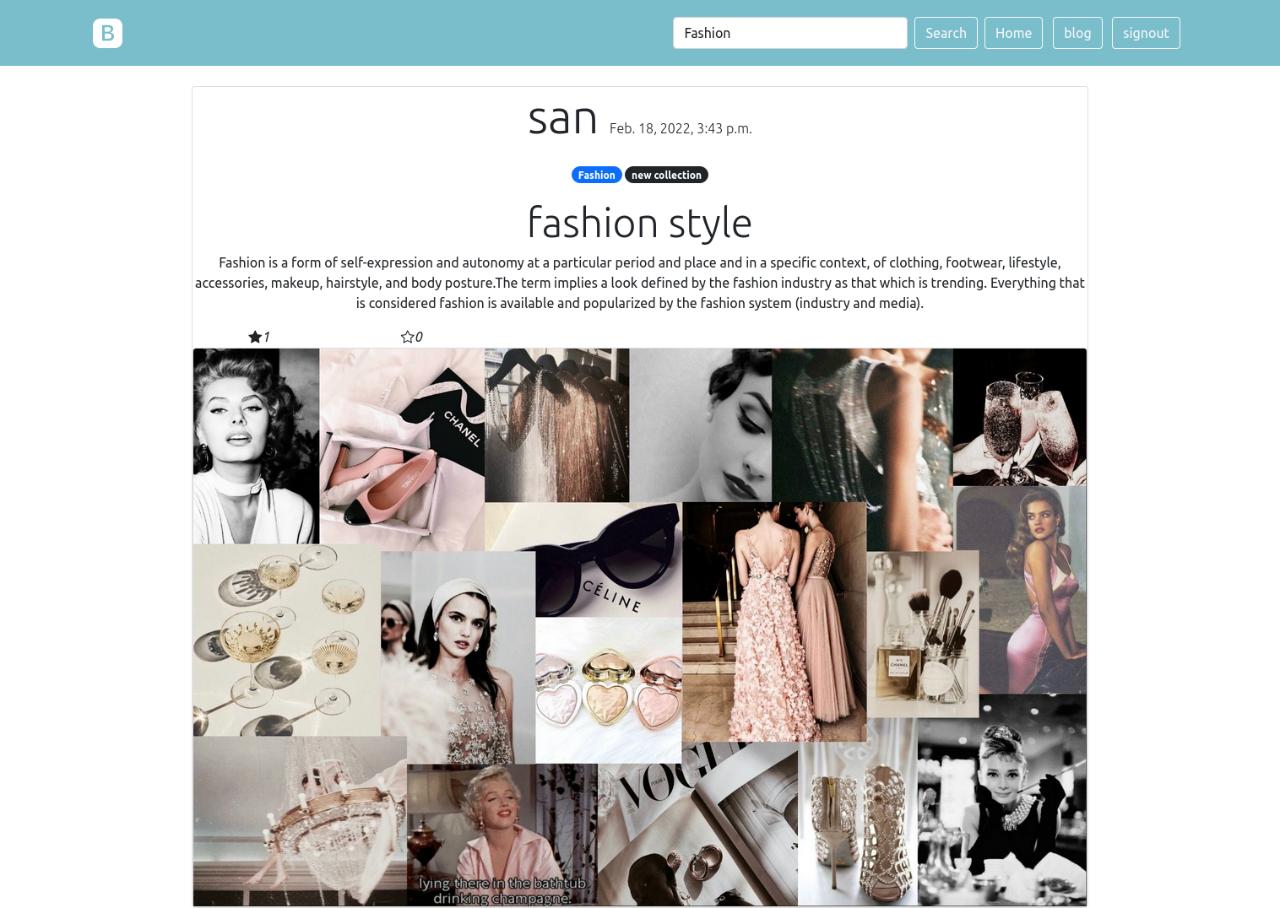 B
Fashion
Search
Home
blog
signout
san Feb. 18, 2022, 3:43 p.m.
Fashion new collection
fashion style
Fashion is a form of self-expression and autonomy at a particular period and place and in a specific context, of clothing, footwear, lifestyle,
accessories, makeup, hairstyle, and body posture.The term implies a look defined by the fashion industry as that which is trending. Everything that
is considered fashion is available and popularized by the fashion system (industry and media).
1
0
CHANEL
CÉLINE
CHANEL
VOGU
lying there in the bathtub
drinking champagne.